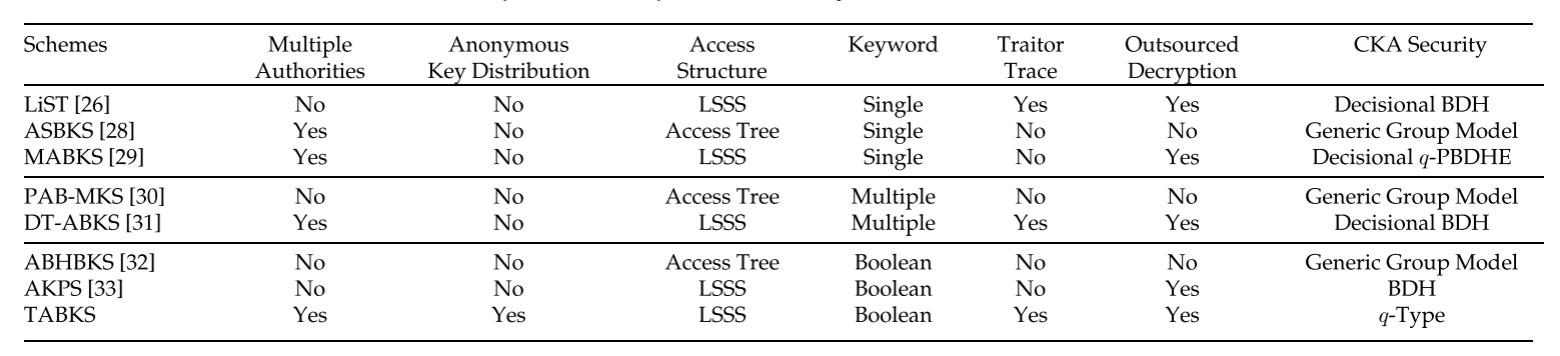 Schemes Multiple Authorities Anonymous Key Distribution Access Structure Keyword Traitor Trace Outsourced Decryption CKA Security
LiST [26] No No LSSS Single Yes Yes Decisional BDH
ASBKS [28] Yes No Access Tree Single No No Generic Group Model
MABKS [29] Yes No LSSS Single No Yes Decisional q-PBDHE
PAB-MKS [30] No No Access Tree Multiple No No Generic Group Model
DT-ABKS [31] Yes No LSSS Multiple Yes Yes Decisional BDH
ABHBKS [32] No No Access Tree Boolean No No Generic Group Model
AKPS [33] No No LSSS Boolean No Yes BDH
TABKS Yes Yes LSSS Boolean Yes Yes q-Type